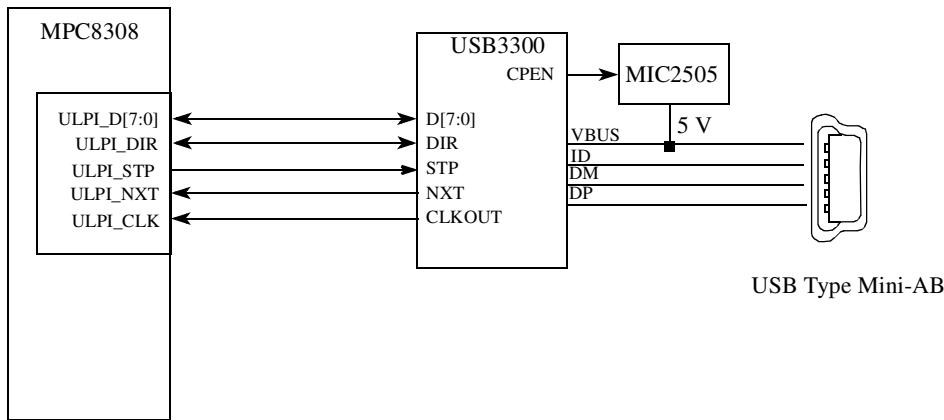 MPC8308
ULPI_D[7:0]
ULPI_DIR
ULPI_STP
ULPI_NXT
ULPI_CLK
USB3300
CPEN
D[7:0]
DIR
STP
NXT
CLKOUT
MIC2505
5 V
VBUS
ID
DM
DP
USB Type Mini-AB